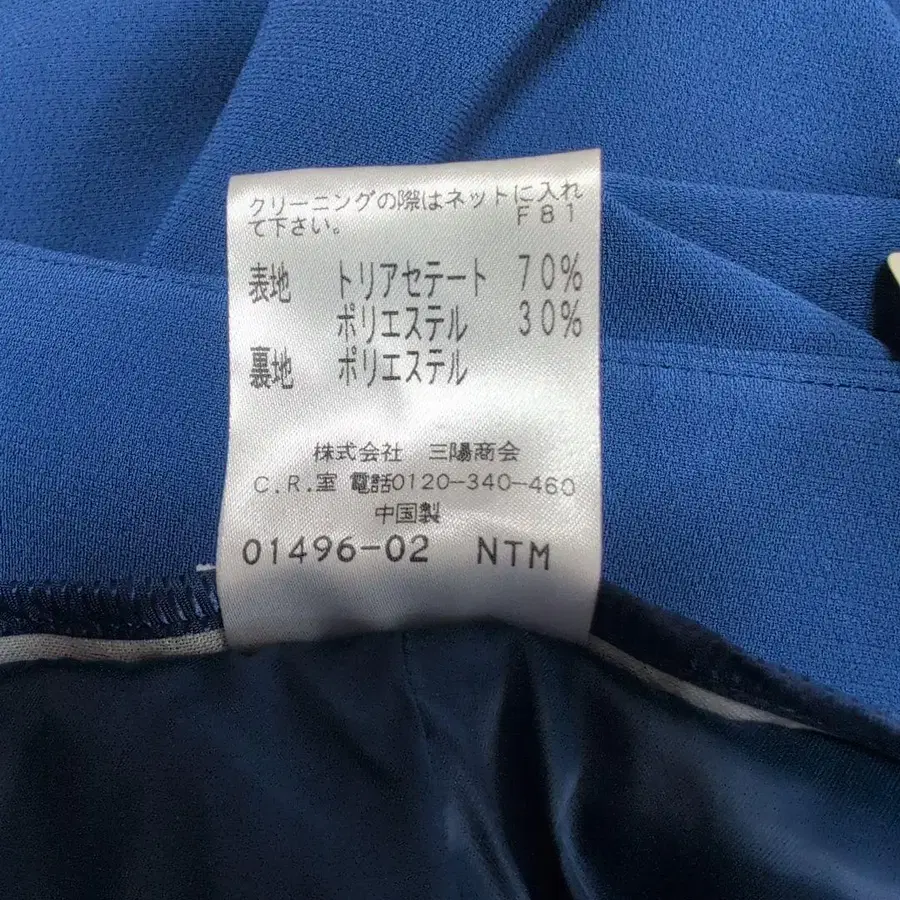 クリーニングの際はネットに入れ
て下さい。 F81
表地 トリアセテート 70%
ポリエステル 30%
裏地 ポリエステル
株式会社 三陽商会
C.R.室 電話0120-340-460
中国製
01496-02 NTM